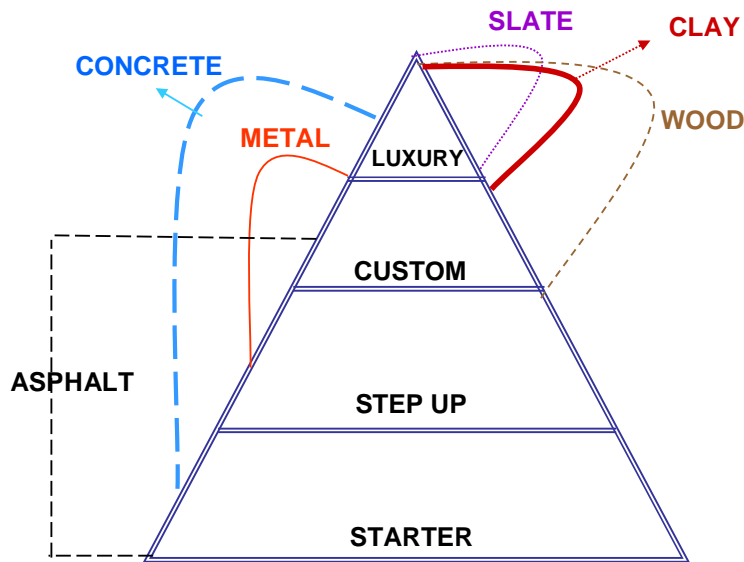 SLATE
CLAY
CONCRETE
WOOD
METAL
LUXURY
CUSTOM
ASPHALT
STEP UP
STARTER